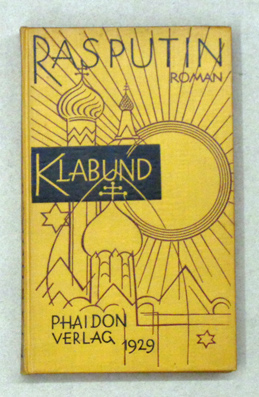 RASPUTIN
ROMAN
KLABUND
PHAIDON
VERLAG 1929